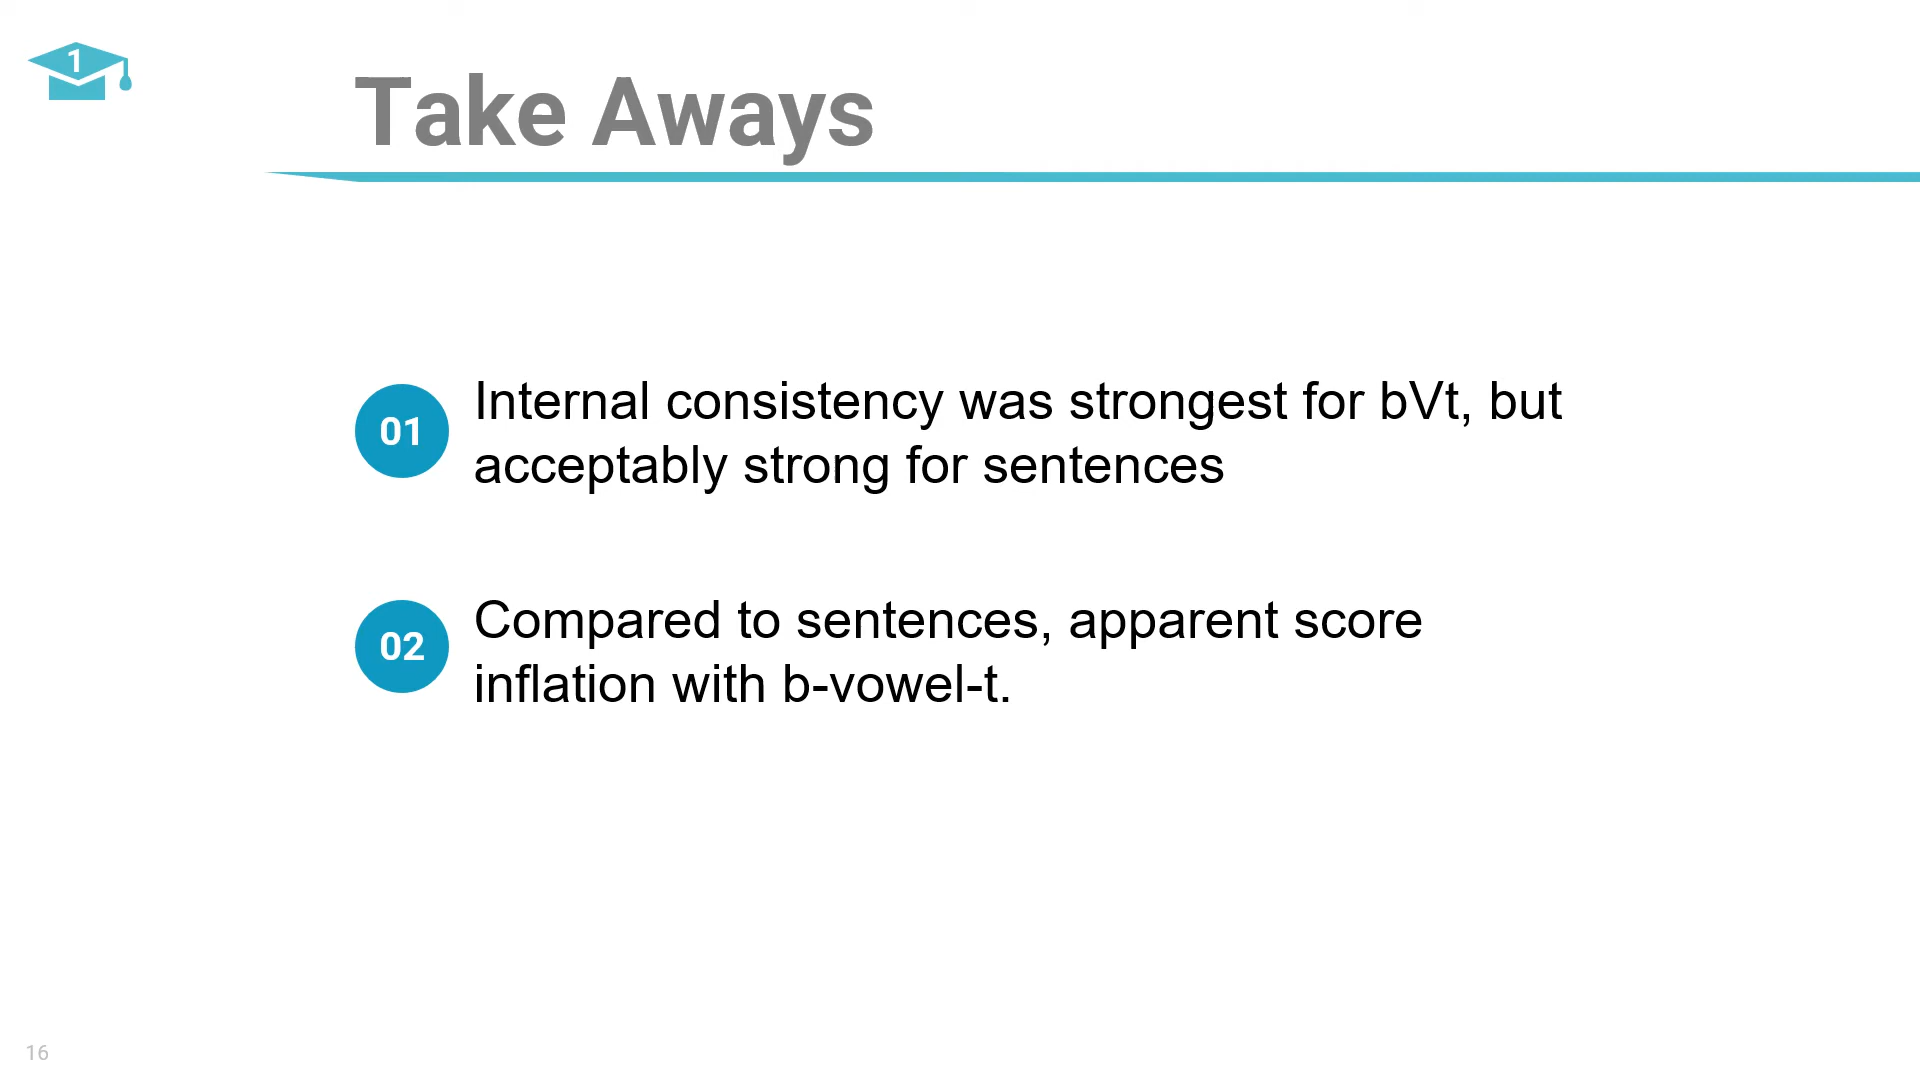 1
Take Aways
01
Internal consistency was strongest for bVt, but
acceptably strong for sentences
02
Compared to sentences, apparent score
inflation with b-vowel-t.
16